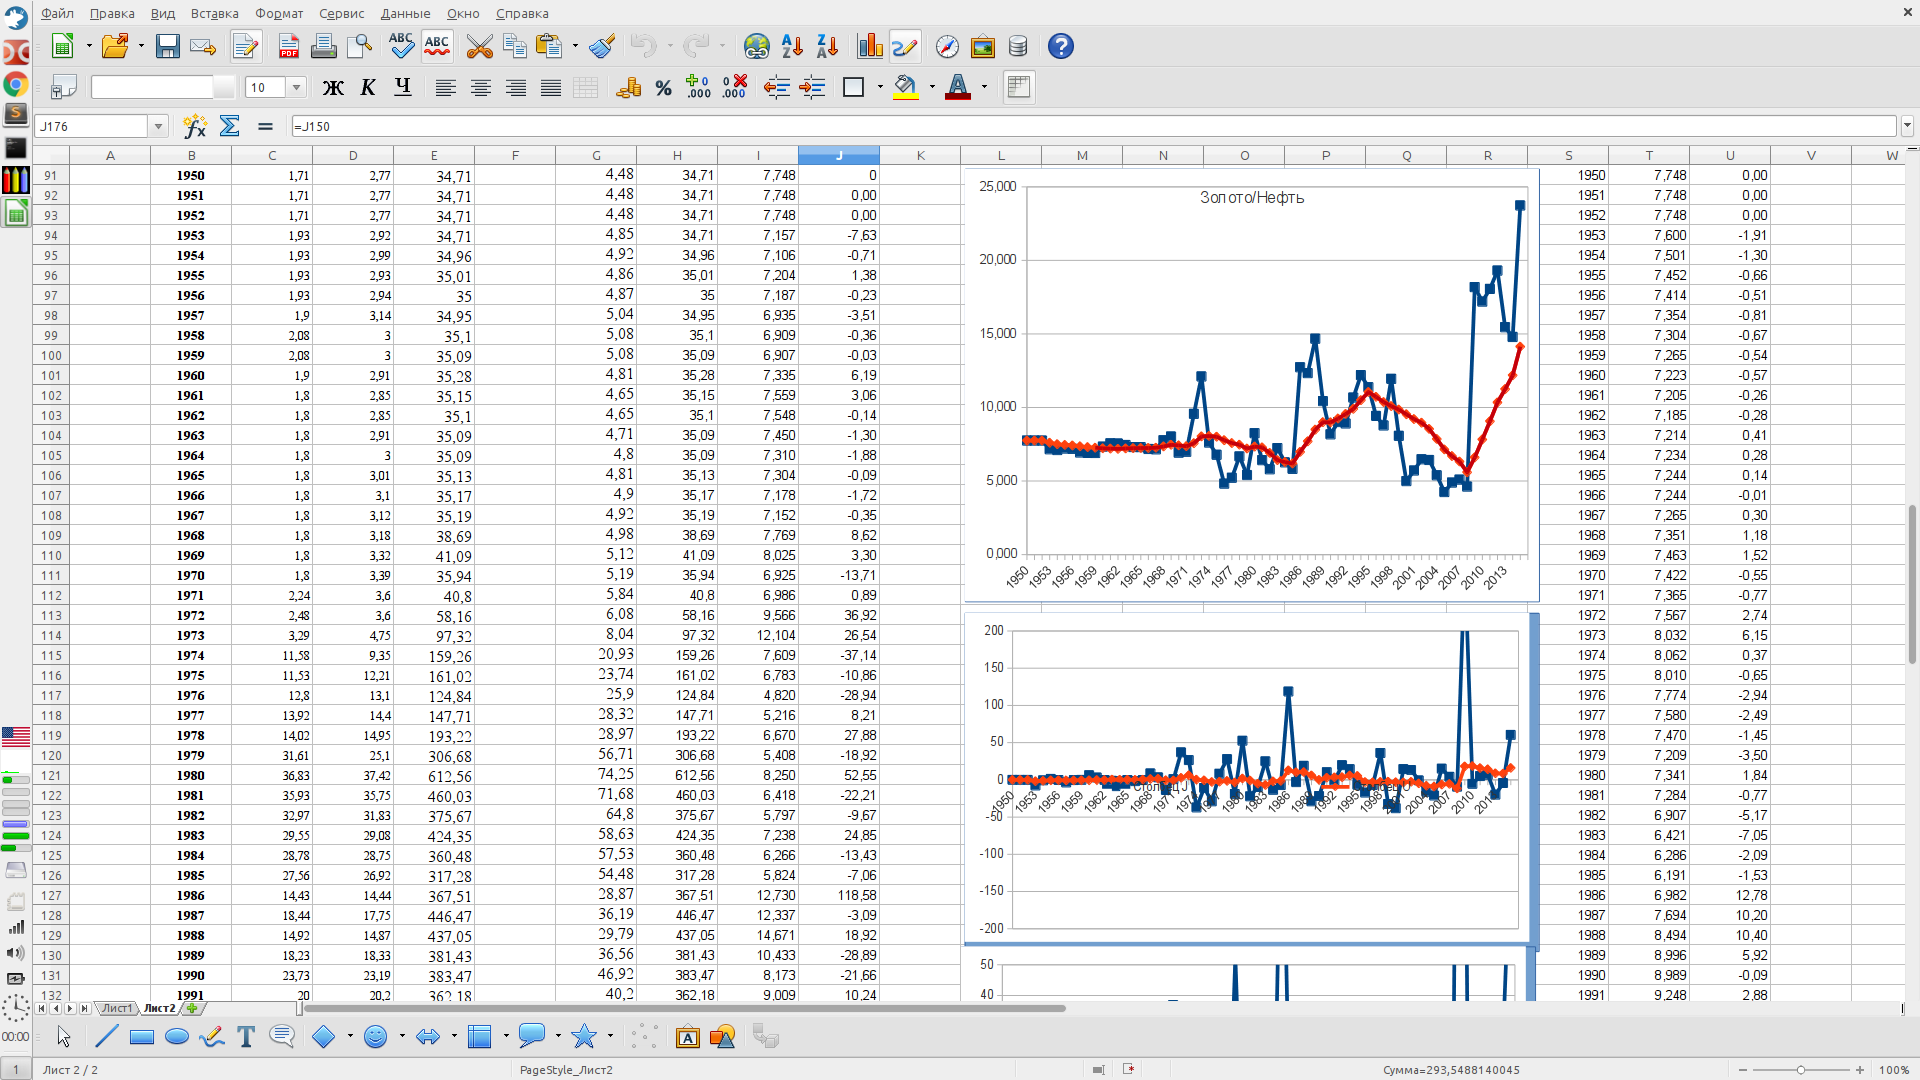 Файл Правка Вид Вставка Формат Сервис Данные Окно Справка
10 Ж К Ч
J176 =J150
A B C D E F G H I J K L M N O P Q R S T U V W
91 1950 1,71 2,77 34,71 4,48 34,71 7,748 0 1950 7,748 0,00
92 1951 1,71 2,77 34,71 4,48 34,71 7,748 0,00 1951 7,748 0,00
93 1952 1,71 2,77 34,71 4,48 34,71 7,748 0,00 1952 7,748 0,00
94 1953 1,93 2,92 34,71 4,85 34,71 7,157 -7,63 1953 7,600 -1,91
95 1954 1,93 2,99 34,96 4,92 34,96 7,106 -0,71 1954 7,501 -1,30
96 1955 1,93 2,93 35,01 4,86 35,01 7,204 1,38 1955 7,452 -0,66
97 1956 1,93 2,94 35 4,87 35 7,187 -0,23 1956 7,414 -0,51
98 1957 1,9 3,14 34,95 5,04 34,95 6,935 -3,51 1957 7,354 -0,81
99 1958 2,08 3 35,1 5,08 35,1 6,909 -0,36 1958 7,304 -0,67
100 1959 2,08 3 35,09 5,08 35,09 6,907 -0,03 1959 7,265 -0,54
101 1960 1,9 2,91 35,28 4,81 35,28 7,335 6,19 1960 7,223 -0,57
102 1961 1,8 2,85 35,15 4,65 35,15 7,559 3,06 1961 7,205 -0,26
103 1962 1,8 2,85 35,1 4,65 35,1 7,548 -0,14 1962 7,185 -0,28
104 1963 1,8 2,91 35,09 4,71 35,09 7,450 -1,30 1963 7,214 0,41
105 1964 1,8 3 35,09 4,8 35,09 7,310 -1,88 1964 7,234 0,28
106 1965 1,8 3,01 35,13 4,81 35,13 7,304 -0,09 1965 7,244 0,14
107 1966 1,8 3,1 35,17 4,9 35,17 7,178 -1,72 1966 7,244 -0,01
108 1967 1,8 3,12 35,19 4,92 35,19 7,152 -0,35 1967 7,265 0,30
109 1968 1,8 3,18 38,69 4,98 38,69 7,769 8,62 1968 7,351 1,18
110 1969 1,8 3,32 41,09 5,12 41,09 8,025 3,30 1969 7,463 1,52
111 1970 1,8 3,39 35,94 5,19 35,94 6,925 -13,71 1970 7,422 -0,55
112 1971 2,24 3,6 40,8 5,84 40,8 6,986 0,89 1971 7,365 -0,77
113 1972 2,48 3,6 58,16 6,08 58,16 9,566 36,92 1972 7,567 2,74
114 1973 3,29 4,75 97,32 8,04 97,32 12,104 26,54 1973 8,032 6,15
115 1974 11,58 9,35 159,26 20,93 159,26 7,609 -37,14 1974 8,062 0,37
116 1975 11,53 12,21 161,02 23,74 161,02 6,783 -10,86 1975 8,010 -0,65
117 1976 12,8 13,1 124,84 25,9 124,84 4,820 -28,94 1976 7,774 -2,94
118 1977 13,92 14,4 147,71 28,32 147,71 5,216 8,21 1977 7,580 -2,49
119 1978 14,02 14,95 193,22 28,97 193,22 6,670 27,88 1978 7,470 -1,45
120 1979 31,61 25,1 306,68 56,71 306,68 5,408 -18,92 1979 7,209 -3,50
121 1980 36,83 37,42 612,56 74,25 612,56 8,250 52,55 1980 7,341 1,84
122 1981 35,93 35,75 460,03 71,68 460,03 6,418 -22,21 1981 7,284 -0,77
123 1982 32,97 31,83 375,67 64,8 375,67 5,797 -9,67 1982 6,907 -5,17
124 1983 29,55 29,08 424,35 58,63 424,35 7,238 24,85 1983 6,421 -7,05
125 1984 28,78 28,75 360,48 57,53 360,48 6,266 -13,43 1984 6,286 -2,09
126 1985 27,56 26,92 317,28 54,48 317,28 5,824 -7,06 1985 6,191 -1,53
127 1986 14,43 14,44 367,51 28,87 367,51 12,730 118,58 1986 6,982 12,78
128 1987 18,44 17,75 446,47 36,19 446,47 12,337 -3,09 1987 7,694 10,20
129 1988 14,92 14,87 437,05 29,79 437,05 14,671 18,92 1988 8,494 10,40
130 1989 18,23 18,33 381,43 36,56 381,43 10,433 -28,89 1989 8,996 5,92
131 1990 23,73 23,19 383,47 46,92 383,47 8,173 -21,66 1990 8,989 -0,09
132 1991 20 20,2 362,18 40,2 362,18 9,009 10,24 1991 9,248 2,88
Золото/Нефть
25,000
20,000
15,000
10,000
5,000
0,000
1950 1953 1956 1959 1962 1965 1968 1971 1974 1977 1980 1983 1986 1989 1992 1995 1998 2001 2004 2007 2010 2013
200
150
100
50
0
-50
-100
-150
-200
1950 1953 1956 1959 1962 1965 1968
50
40
Лист1 Лист2
00:00
1 Лист 2 / 2 PageStyle_Лист2 Сумма=293,5488140045 100%